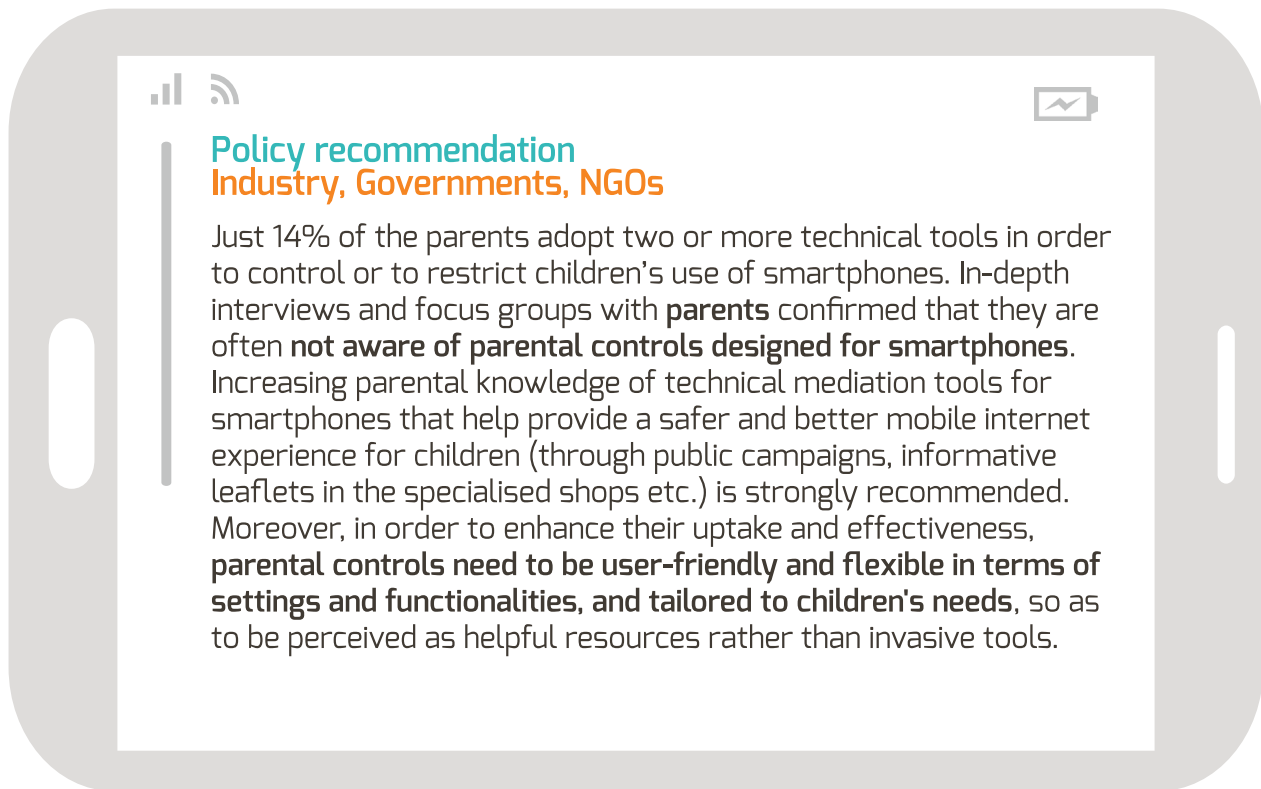 Policy recommendation
Industry, Governments, NGOs
Just 14% of the parents adopt two or more technical tools in order
to control or to restrict children’s use of smartphones. In-depth
interviews and focus groups with parents confirmed that they are
often not aware of parental controls designed for smartphones.
Increasing parental knowledge of technical mediation tools for
smartphones that help provide a safer and better mobile internet
experience for children (through public campaigns, informative
leaflets in the specialised shops etc.) is strongly recommended.
Moreover, in order to enhance their uptake and effectiveness,
parental controls need to be user-friendly and flexible in terms of
settings and functionalities, and tailored to children's needs, so as
to be perceived as helpful resources rather than invasive tools.